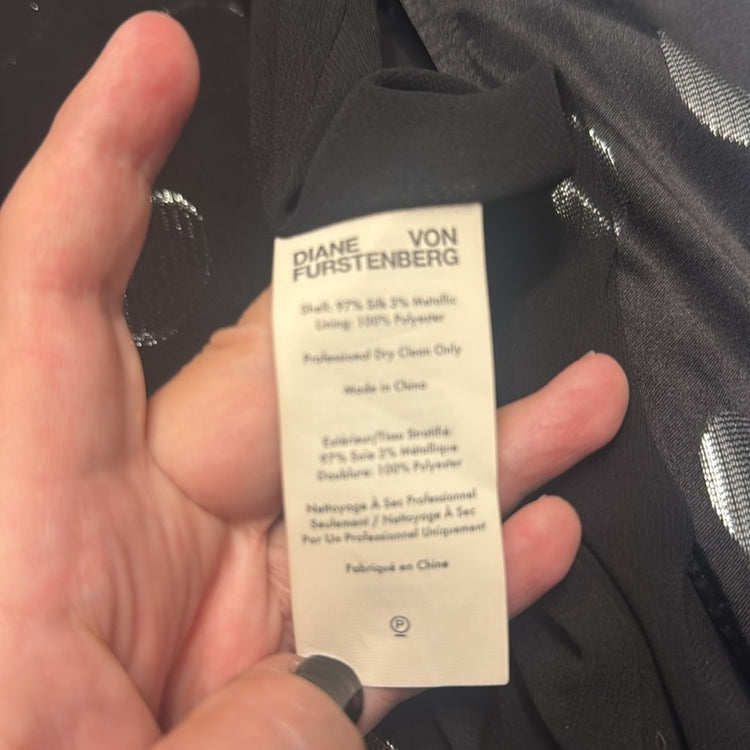 DIANE VON
FURSTENBERG
Shell: 97% Silk 3% Metallic
Lining: 100% Polyester
Professional Dry Clean Only
Made in China
Extérieur/Tissu Stratifié:
97% Soie 3% Metallique
Doublure: 100% Polyester
Nettoyage À Sec Professionnel
Seulement / Nettoyage À Sec
Par Un Professionnel Uniquement
Fabriqué en Chine
P